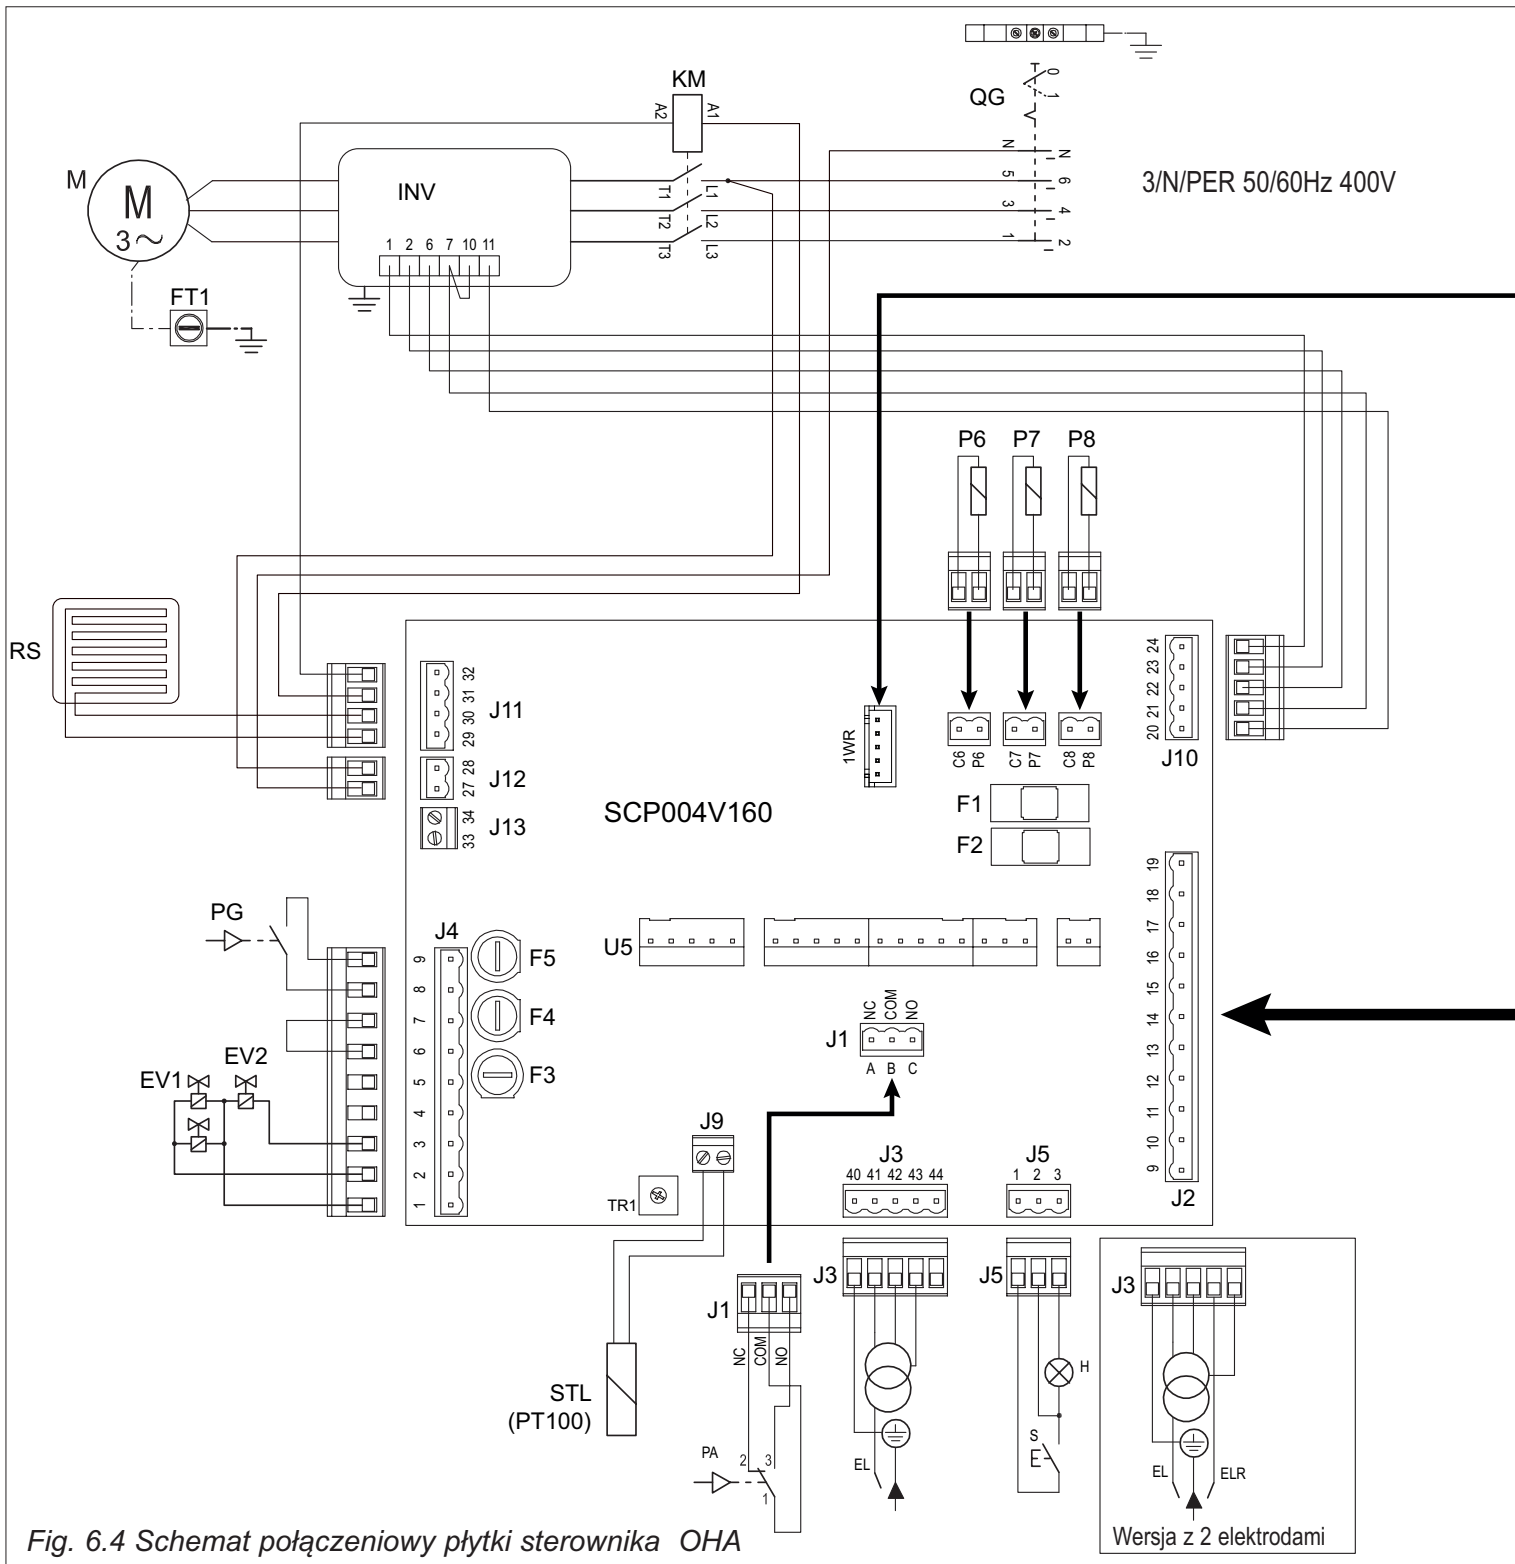 KM
A2
A1
QG
0
1
M
M
3~
INV
1 2 6 7 10 11
T1
T2
T3
L1
L2
L3
N
5
3
1
N
6
4
2
3/N/PER 50/60Hz 400V
FT1
P6 P7 P8
RS
32
31
30
29
J11
28
27
J12
34
33
J13
1WR
C6
P6
C7
P7
C8
P8
24
23
22
21
20
J10
SCP004V160
F1
F2
PG
J4
9
8
7
6
5
4
3
2
1
F5
F4
F3
EV2
EV1
U5
NC
COM
NO
J1
A B C
19
18
17
16
15
14
13
12
11
10
9
J2
J9
TR1
J3
40 41 42 43 44
J5
1 2 3
J1
NC
COM
NO
J3
J5
J3
STL
(PT100)
PA
2 3
1
EL
H
S
E
EL
ELR
Wersja z 2 elektrodami
Fig. 6.4 Schemat połączeniowy płytki sterownika OHA